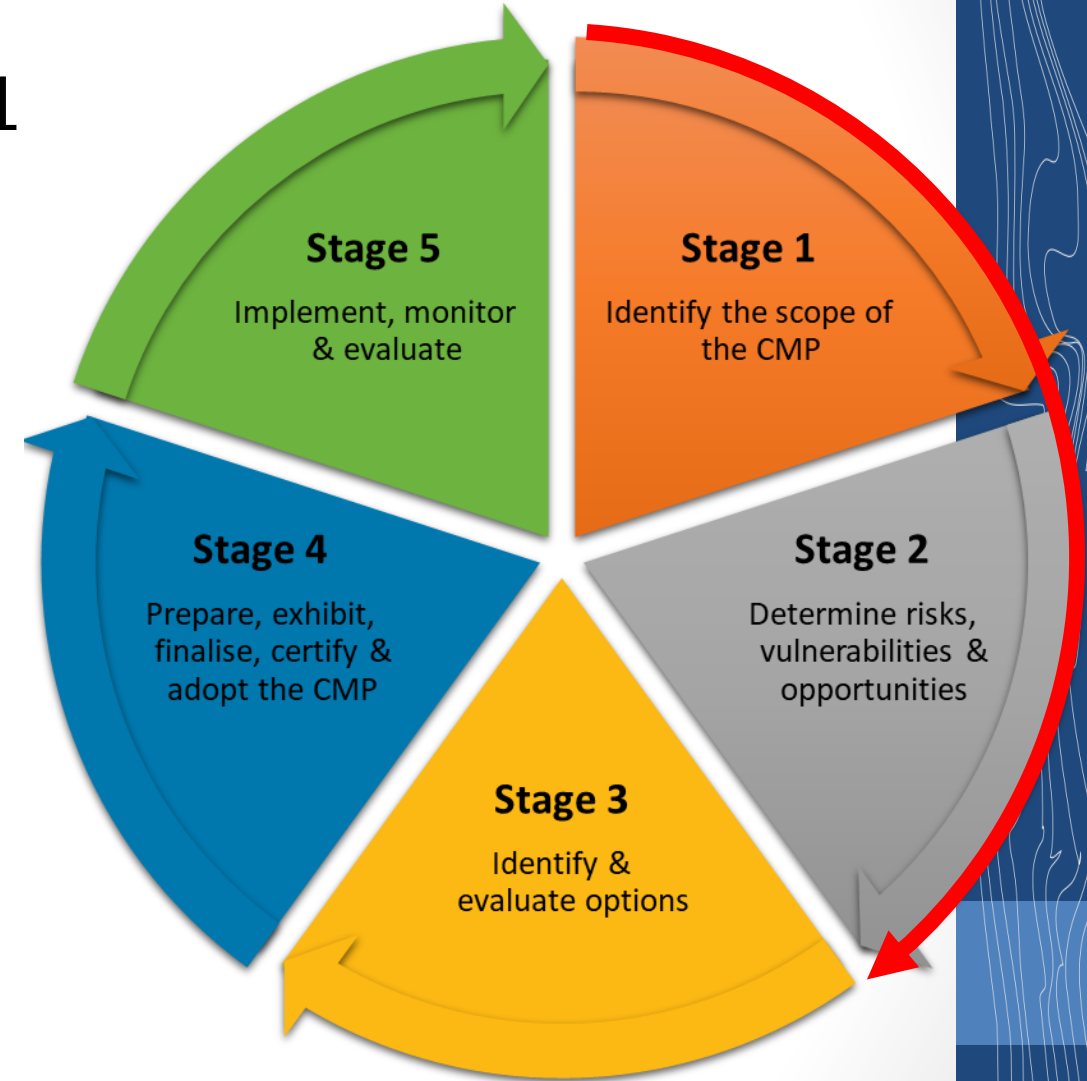 1
Stage 1
Identify the scope of
the CMP
Stage 2
Determine risks,
vulnerabilities &
opportunities
Stage 3
Identify &
evaluate options
Stage 4
Prepare, exhibit,
finalise, certify &
adopt the CMP
Stage 5
Implement, monitor
& evaluate